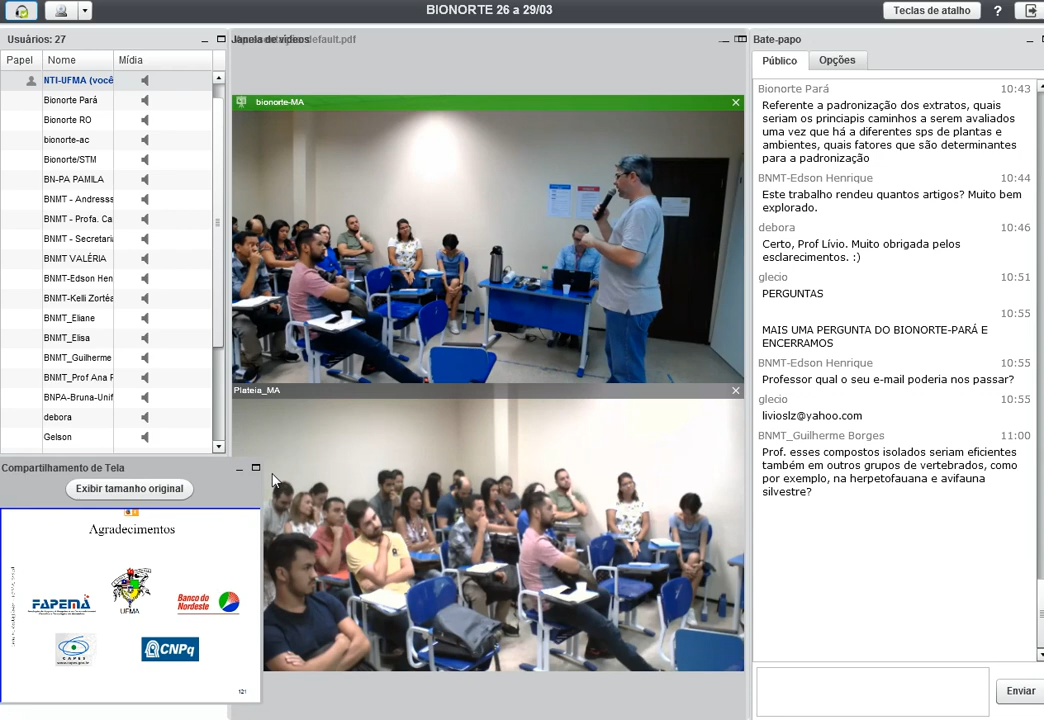 BIONORTE 26 a 29/03
Teclas de atalho
?
Usuários: 27
Papel Nome Mídia
NTI-UFMA (você
Bionorte Pará
Bionorte RO
bionorte-ac
Bionorte/STM
BN-PA PAMILA
BNMT - Andresss
BNMT - Profa. Ca
BNMT - Secretari
BNMT VALÉRIA
BNMT-Edson Hen
BNMT-Kelli Zortéa
BNMT_Eliane
BNMT_Elisa
BNMT_Guilherme
BNMT_Prof Ana P
BNPA-Bruna-Unif
debora
Gelson
Compartilhamento de Tela
Exibir tamanho original
Agradecimentos
FAPEMA
UFMA
Banco do
Nordeste
CAPES
CNPq
121
Janela de vídeos default.pdf
bionorte-MA
Plateia_MA
Bate-papo
Público Opções
Bionorte Pará 10:43
Referente a padronização dos extratos, quais
seriam os princiapis caminhos a serem avaliados
uma vez que há a diferentes sps de plantas e
ambientes, quais fatores que são determinantes
para a padronização
BNMT-Edson Henrique 10:44
Este trabalho rendeu quantos artigos? Muito bem
explorado.
debora 10:46
Certo, Prof Lívio. Muito obrigada pelos
esclarecimentos. :)
glecio 10:51
PERGUNTAS
10:55
MAIS UMA PERGUNTA DO BIONORTE-PARÁ E
ENCERRAMOS
BNMT-Edson Henrique 10:55
Professor qual o seu e-mail poderia nos passar?
glecio 10:55
livioslz@yahoo.com
BNMT_Guilherme Borges 11:00
Prof. esses compostos isolados seriam eficientes
também em outros grupos de vertebrados, como
por exemplo, na herpetofauna e avifauna
silvestre?
Enviar